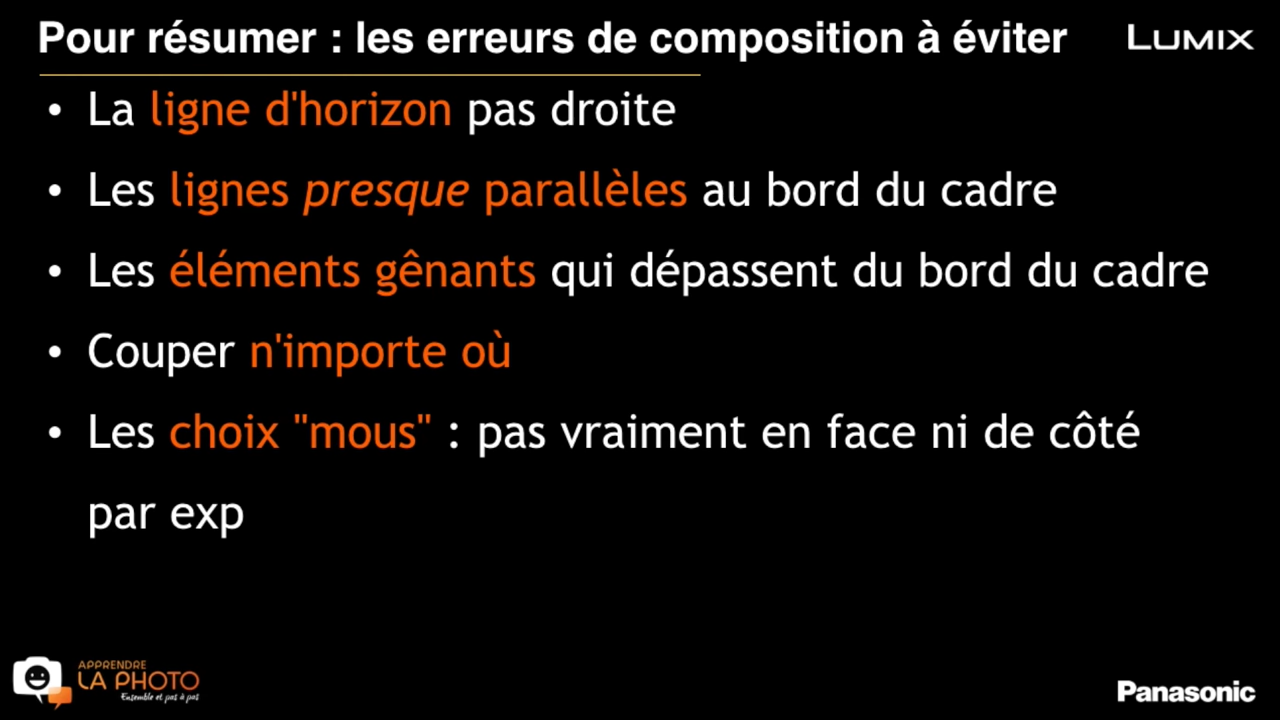 Pour résumer : les erreurs de composition à éviter
LUMIX
• La ligne d'horizon pas droite
• Les lignes presque parallèles au bord du cadre
• Les éléments gênants qui dépassent du bord du cadre
• Couper n'importe où
• Les choix "mous" : pas vraiment en face ni de côté
par exp
APPRENDRE
LA PHOTO
Ensemble et pas à pas
Panasonic